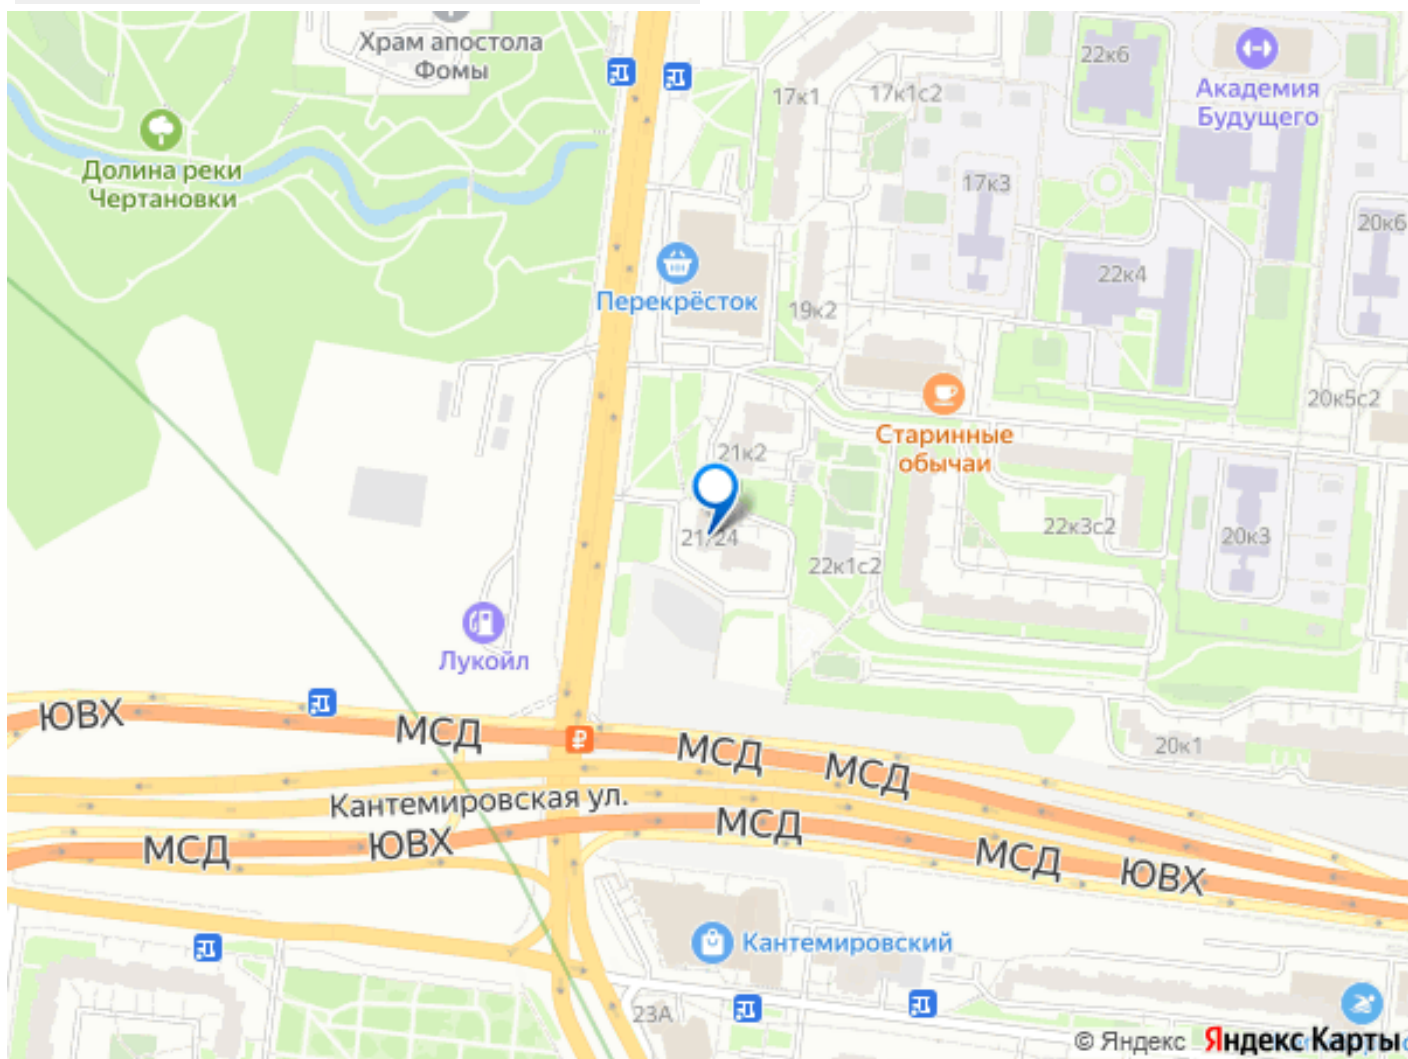 Храм апостола
Фомы
22к6
Академия
Будущего
17к1
17к1с2
Долина реки
Чертановки
17к3
20к6
22к4
Перекрёсток
19к2
20к5с2
Старинные
обычаи
21к2
21/24
22к3с2
20к3
22к1с2
Лукойл
ЮВХ
МСД
МСД
МСД
20к1
Кантемировская ул.
МСД
ЮВХ
МСД
МСД
ЮВХ
Кантемировский
23А
© Яндекс Яндекс Карты